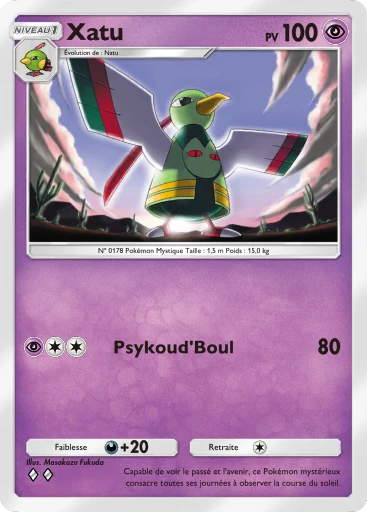 NIVEAU 1
Xatu
PV 100
Évolution de : Natu
N° 0178 Pokémon Mystique Taille : 1,5 m Poids : 15,0 kg
Psykoud'Boul 80
Faiblesse +20
Retraite
Illus. Masakazu Fukuda
Capable de voir le passé et l'avenir, ce Pokémon mystérieux
consacre toutes ses journées à observer la course du soleil.